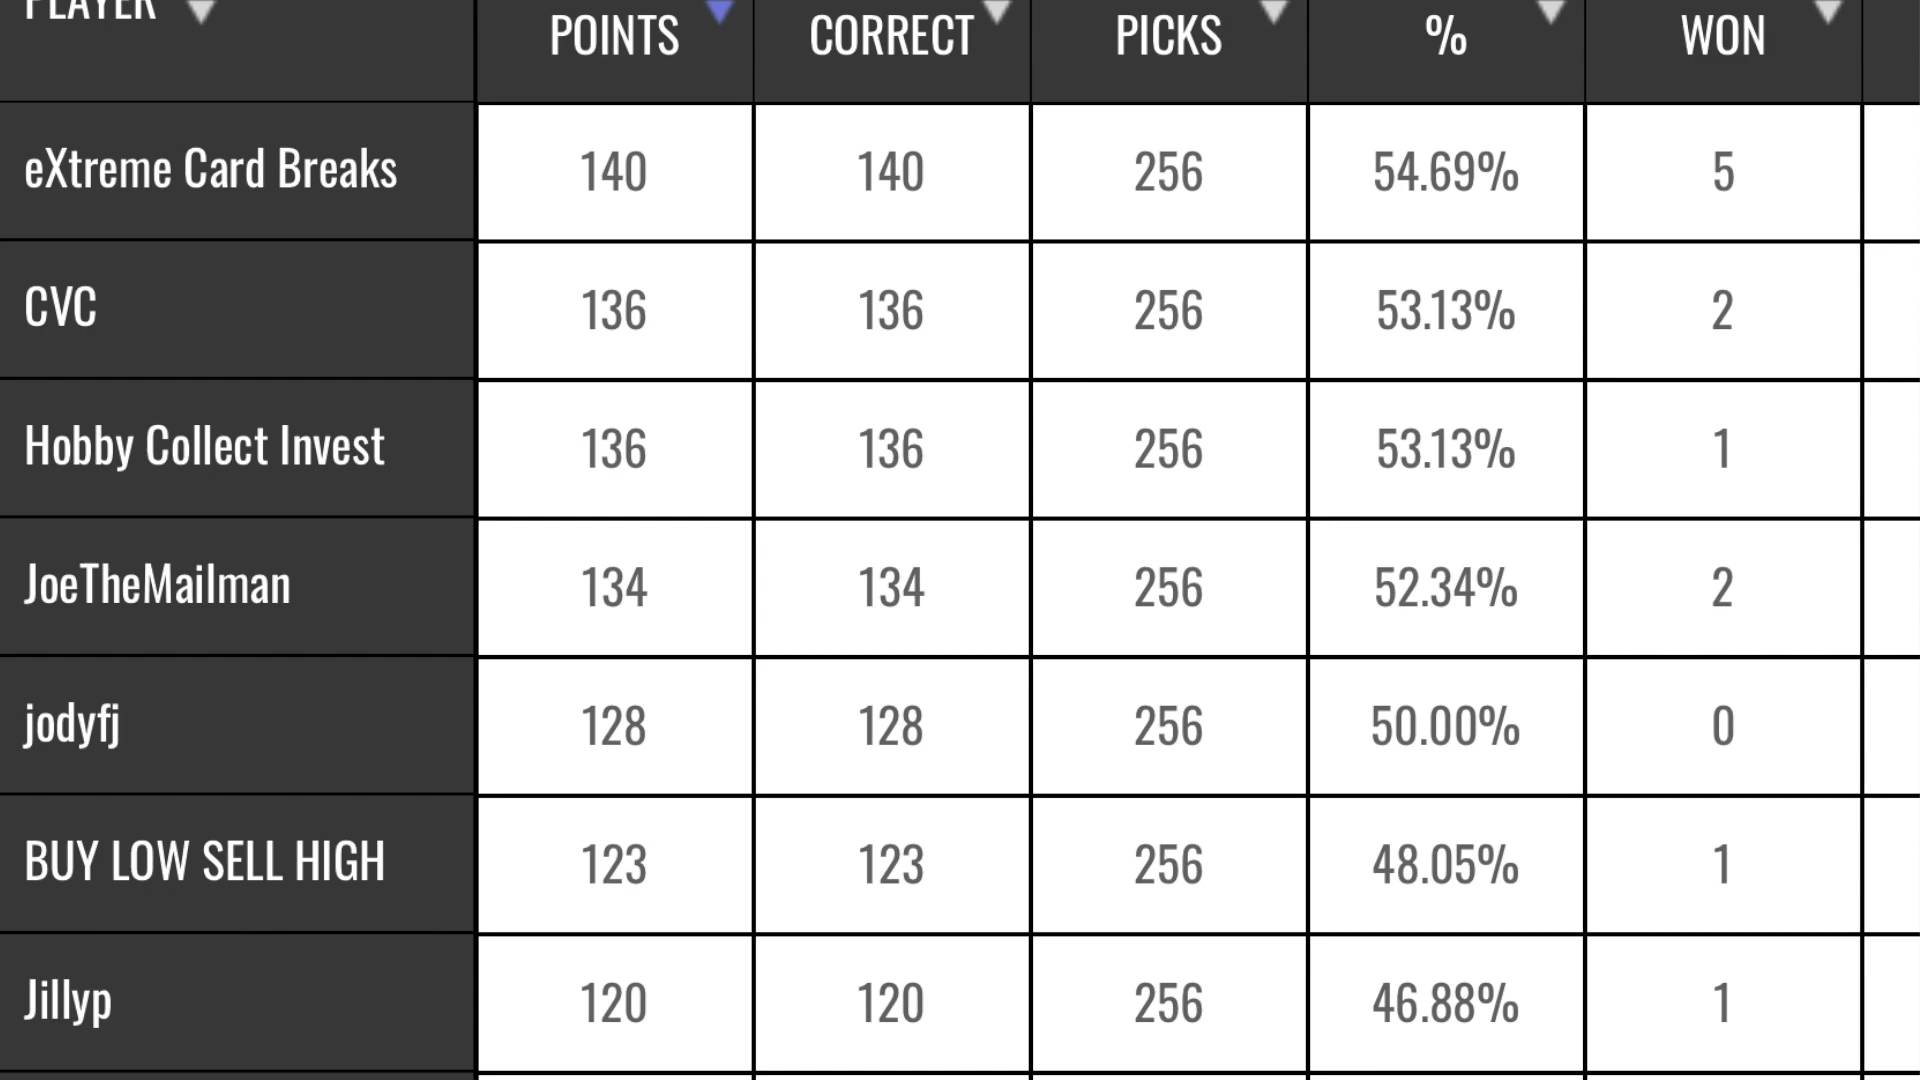 PLAYER POINTS CORRECT PICKS % WON
eXtreme Card Breaks 140 140 256 54.69% 5
CVC 136 136 256 53.13% 2
Hobby Collect Invest 136 136 256 53.13% 1
JoeTheMailman 134 134 256 52.34% 2
jodyfj 128 128 256 50.00% 0
BUY LOW SELL HIGH 123 123 256 48.05% 1
Jillyp 120 120 256 46.88% 1